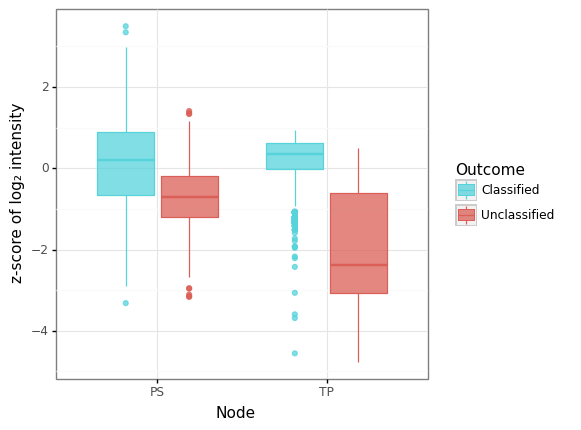 z-score of log₂ intensity
2
0
−2
−4
PS
TP
Node
Outcome
Classified
Unclassified